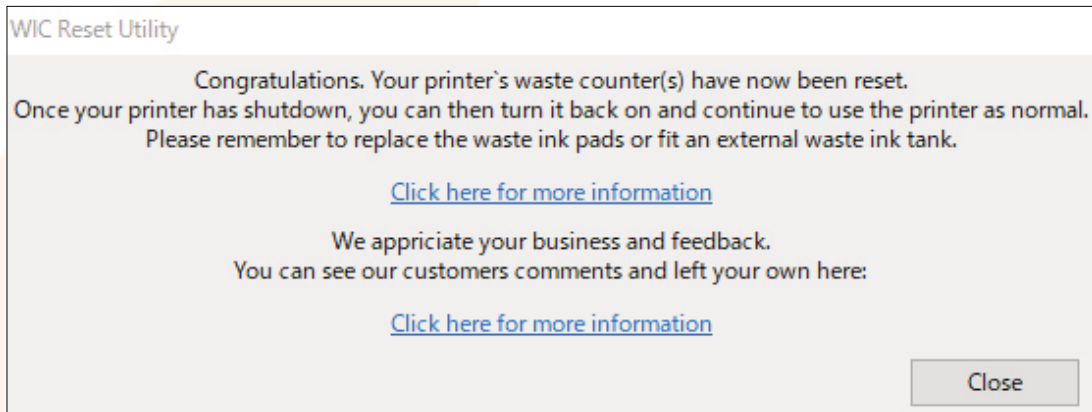 WIC Reset Utility
Congratulations. Your printer`s waste counter(s) have now been reset.
Once your printer has shutdown, you can then turn it back on and continue to use the printer as normal.
Please remember to replace the waste ink pads or fit an external waste ink tank.
Click here for more information
We appriciate your business and feedback.
You can see our customers comments and left your own here:
Click here for more information
Close